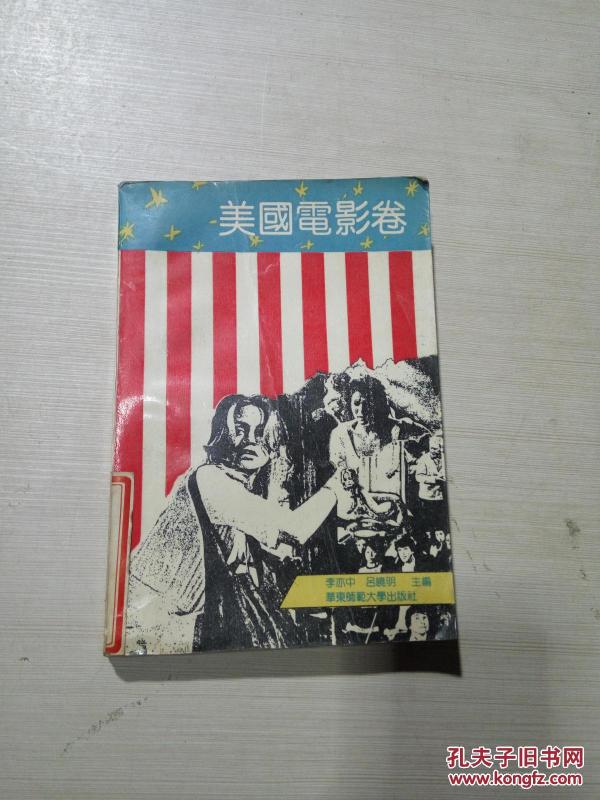 美國電影卷
李亦中 呂曉明 主編
華東師範大學出版社
孔夫子旧书网
www.kongfz.com